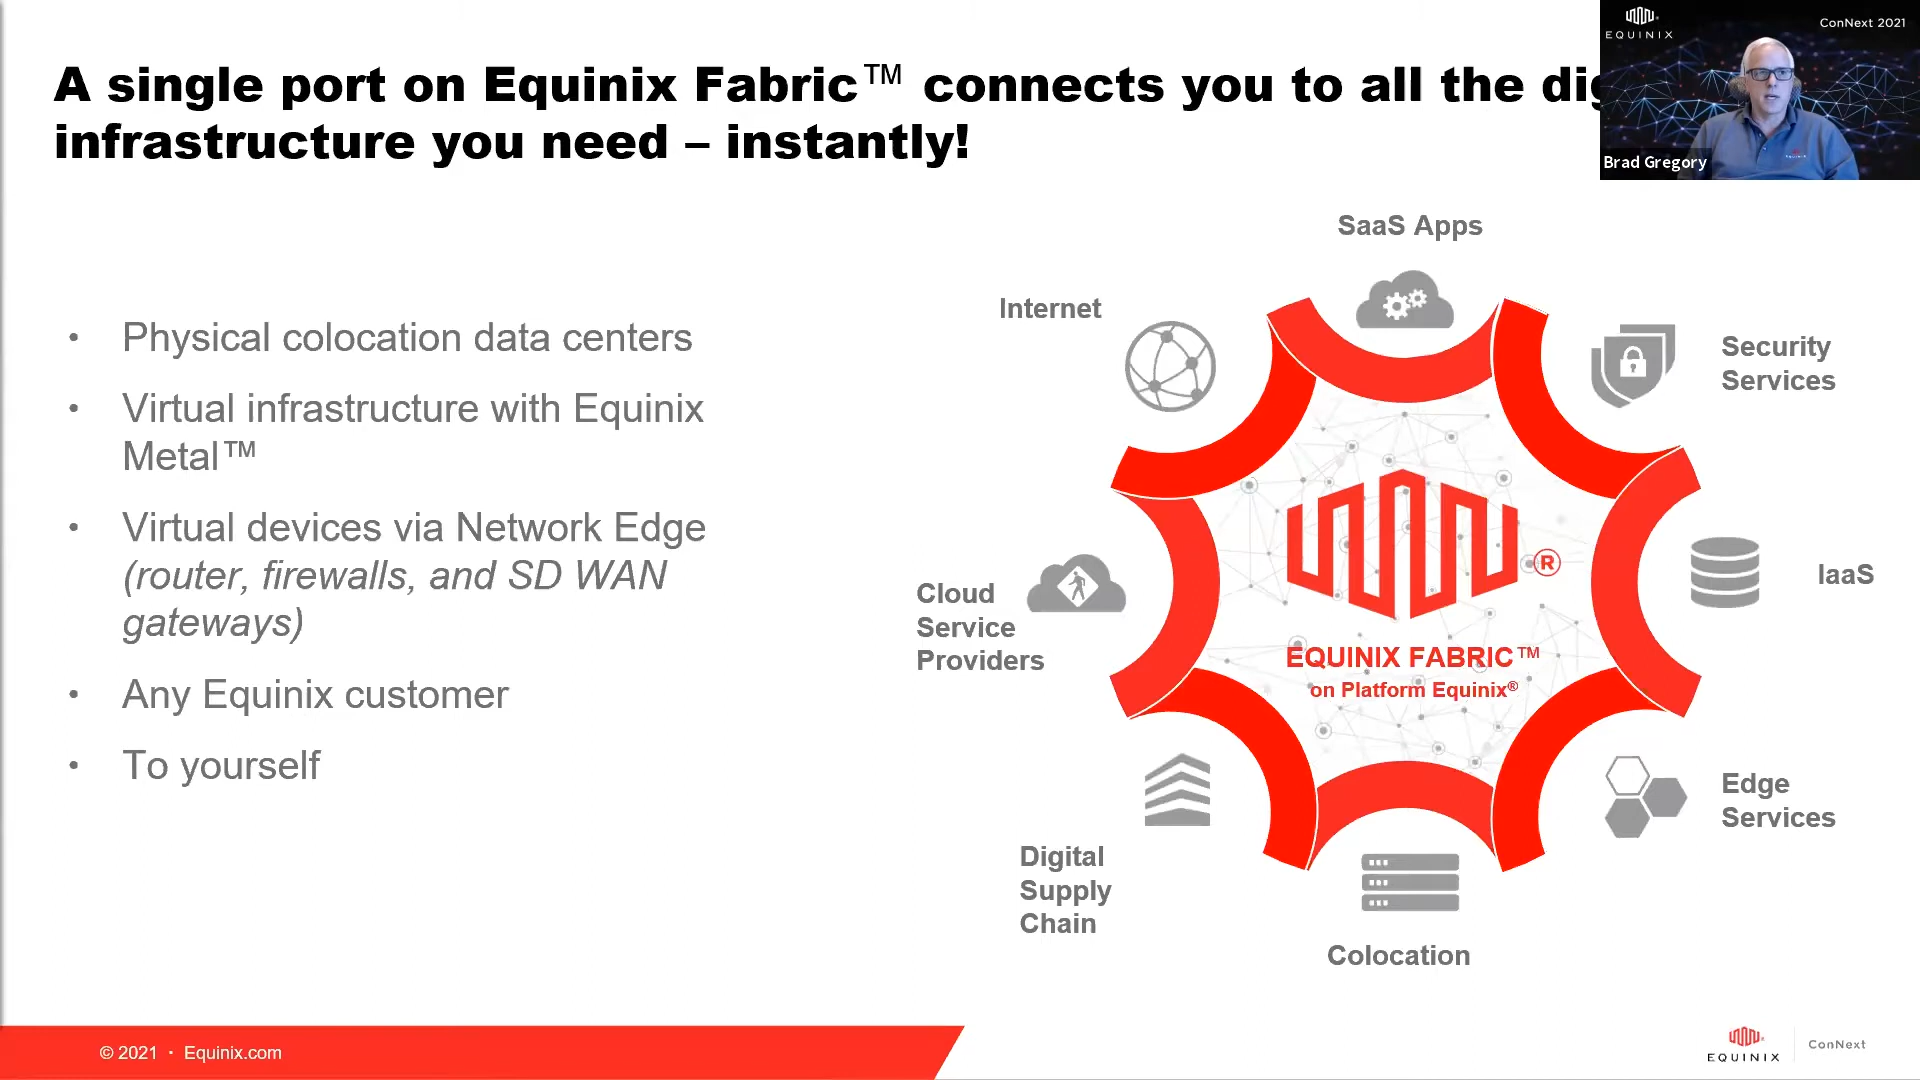 A single port on Equinix Fabric™ connects you to all the
infrastructure you need – instantly!
EQUINIX
ConNext 2021
Brad Gregory
• Physical colocation data centers
• Virtual infrastructure with Equinix
Metal™
• Virtual devices via Network Edge
(router, firewalls, and SD WAN
gateways)
• Any Equinix customer
• To yourself
SaaS Apps
Internet
Security
Services
Cloud
Service
Providers
IaaS
®
EQUINIX FABRIC™
on Platform Equinix®
Edge
Services
Digital
Supply
Chain
Colocation
© 2021 · Equinix.com
EQUINIX
ConNext